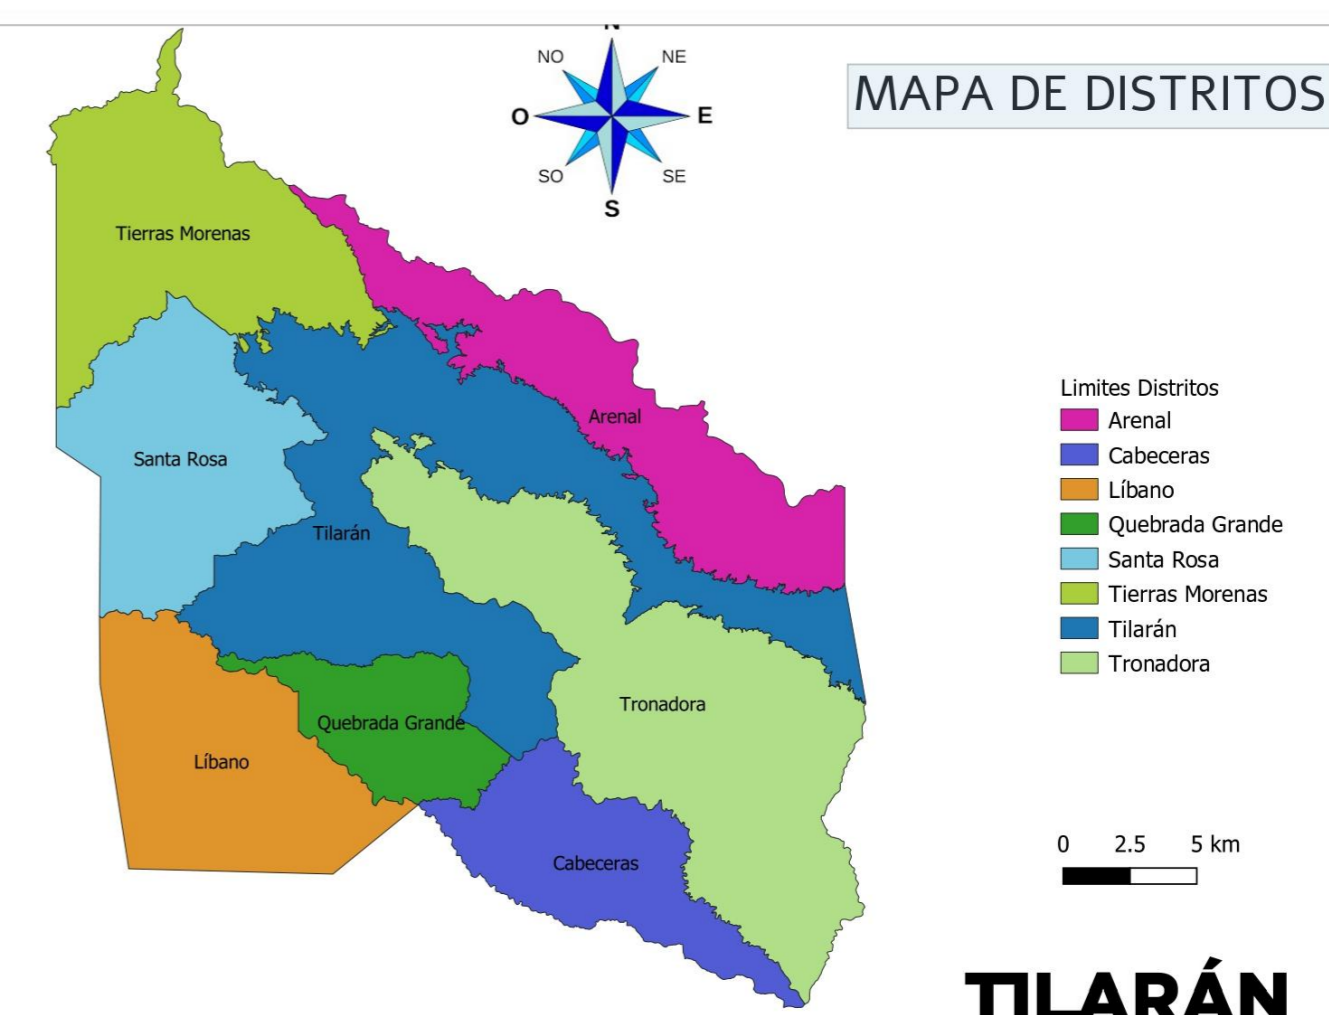 N
NO NE
O E
SO SE
S
MAPA DE DISTRITOS
Tierras Morenas
Arenal
Santa Rosa
Tilarán
Tronadora
Quebrada Grande
Líbano
Cabeceras
Limites Distritos
Arenal
Cabeceras
Líbano
Quebrada Grande
Santa Rosa
Tierras Morenas
Tilarán
Tronadora
0 2.5 5 km
TILARÁN